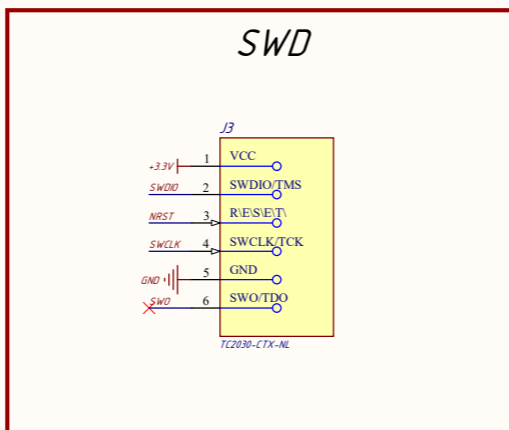 SWD
J3
+3.3V 1 VCC
SWDIO 2 SWDIO/TMS
NRST 3 R\E\S\E\T\
SWCLK 4 SWCLK/TCK
GND 5 GND
SWO 6 SWO/TDO
TC2030-CTX-NL